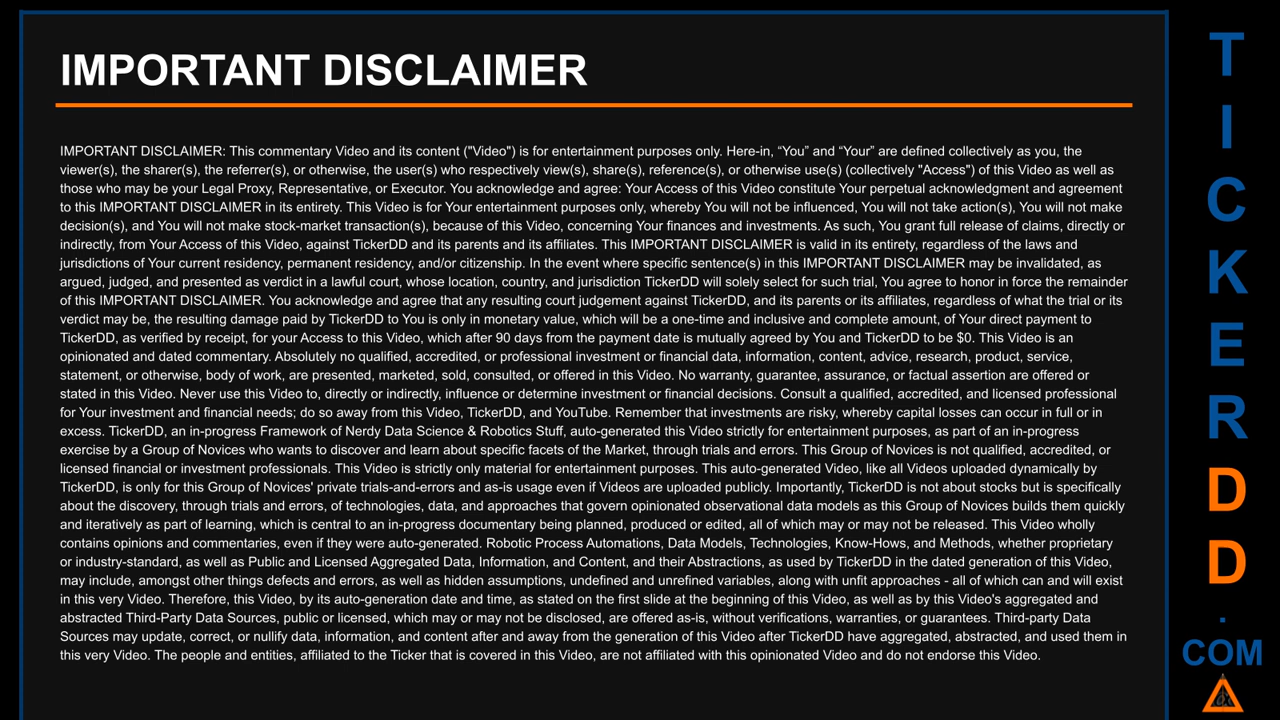 IMPORTANT DISCLAIMER
IMPORTANT DISCLAIMER: This commentary Video and its content ("Video") is for entertainment purposes only. Here-in, “You” and “Your” are defined collectively as you, the
viewer(s), the sharer(s), the referrer(s), or otherwise, the user(s) who respectively view(s), share(s), reference(s), or otherwise use(s) (collectively "Access") of this Video as well as
those who may be your Legal Proxy, Representative, or Executor. You acknowledge and agree: Your Access of this Video constitute Your perpetual acknowledgment and agreement
to this IMPORTANT DISCLAIMER in its entirety. This Video is for Your entertainment purposes only, whereby You will not be influenced, You will not take action(s), You will not make
decision(s), and You will not make stock-market transaction(s), because of this Video, concerning Your finances and investments. As such, You grant full release of claims, directly or
indirectly, from Your Access of this Video, against TickerDD and its parents and its affiliates. This IMPORTANT DISCLAIMER is valid in its entirety, regardless of the laws and
jurisdictions of Your current residency, permanent residency, and/or citizenship. In the event where specific sentence(s) in this IMPORTANT DISCLAIMER may be invalidated, as
argued, judged, and presented as verdict in a lawful court, whose location, country, and jurisdiction TickerDD will solely select for such trial, You agree to honor in force the remainder
of this IMPORTANT DISCLAIMER. You acknowledge and agree that any resulting court judgement against TickerDD, and its parents or its affiliates, regardless of what the trial or its
verdict may be, the resulting damage paid by TickerDD to You is only in monetary value, which will be a one-time and inclusive and complete amount, of Your direct payment to
TickerDD, as verified by receipt, for your Access to this Video, which after 90 days from the payment date is mutually agreed by You and TickerDD to be $0. This Video is an
opinionated and dated commentary. Absolutely no qualified, accredited, or professional investment or financial data, information, content, advice, research, product, service,
statement, or otherwise, body of work, are presented, marketed, sold, consulted, or offered in this Video. No warranty, guarantee, assurance, or factual assertion are offered or
stated in this Video. Never use this Video to, directly or indirectly, influence or determine investment or financial decisions. Consult a qualified, accredited, and licensed professional
for Your investment and financial needs; do so away from this Video, TickerDD, and YouTube. Remember that investments are risky, whereby capital losses can occur in full or in
excess. TickerDD, an in-progress Framework of Nerdy Data Science & Robotics Stuff, auto-generated this Video strictly for entertainment purposes, as part of an in-progress
exercise by a Group of Novices who wants to discover and learn about specific facets of the Market, through trials and errors. This Group of Novices is not qualified, accredited, or
licensed financial or investment professionals. This Video is strictly only material for entertainment purposes. This auto-generated Video, like all Videos uploaded dynamically by
TickerDD, is only for this Group of Novices' private trials-and-errors and as-is usage even if Videos are uploaded publicly. Importantly, TickerDD is not about stocks but is specifically
about the discovery, through trials and errors, of technologies, data, and approaches that govern opinionated observational data models as this Group of Novices builds them quickly
and iteratively as part of learning, which is central to an in-progress documentary being planned, produced or edited, all of which may or may not be released. This Video wholly
contains opinions and commentaries, even if they were auto-generated. Robotic Process Automations, Data Models, Technologies, Know-Hows, and Methods, whether proprietary
or industry-standard, as well as Public and Licensed Aggregated Data, Information, and Content, and their Abstractions, as used by TickerDD in the dated generation of this Video,
may include, amongst other things defects and errors, as well as hidden assumptions, undefined and unrefined variables, along with unfit approaches - all of which can and will exist
in this very Video. Therefore, this Video, by its auto-generation date and time, as stated on the first slide at the beginning of this Video, as well as by this Video's aggregated and
abstracted Third-Party Data Sources, public or licensed, which may or may not be disclosed, are offered as-is, without verifications, warranties, or guarantees. Third-party Data
Sources may update, correct, or nullify data, information, and content after and away from the generation of this Video after TickerDD have aggregated, abstracted, and used them in
this very Video. The people and entities, affiliated to the Ticker that is covered in this Video, are not affiliated with this opinionated Video and do not endorse this Video.
T
I
C
K
E
R
D
D
.
COM